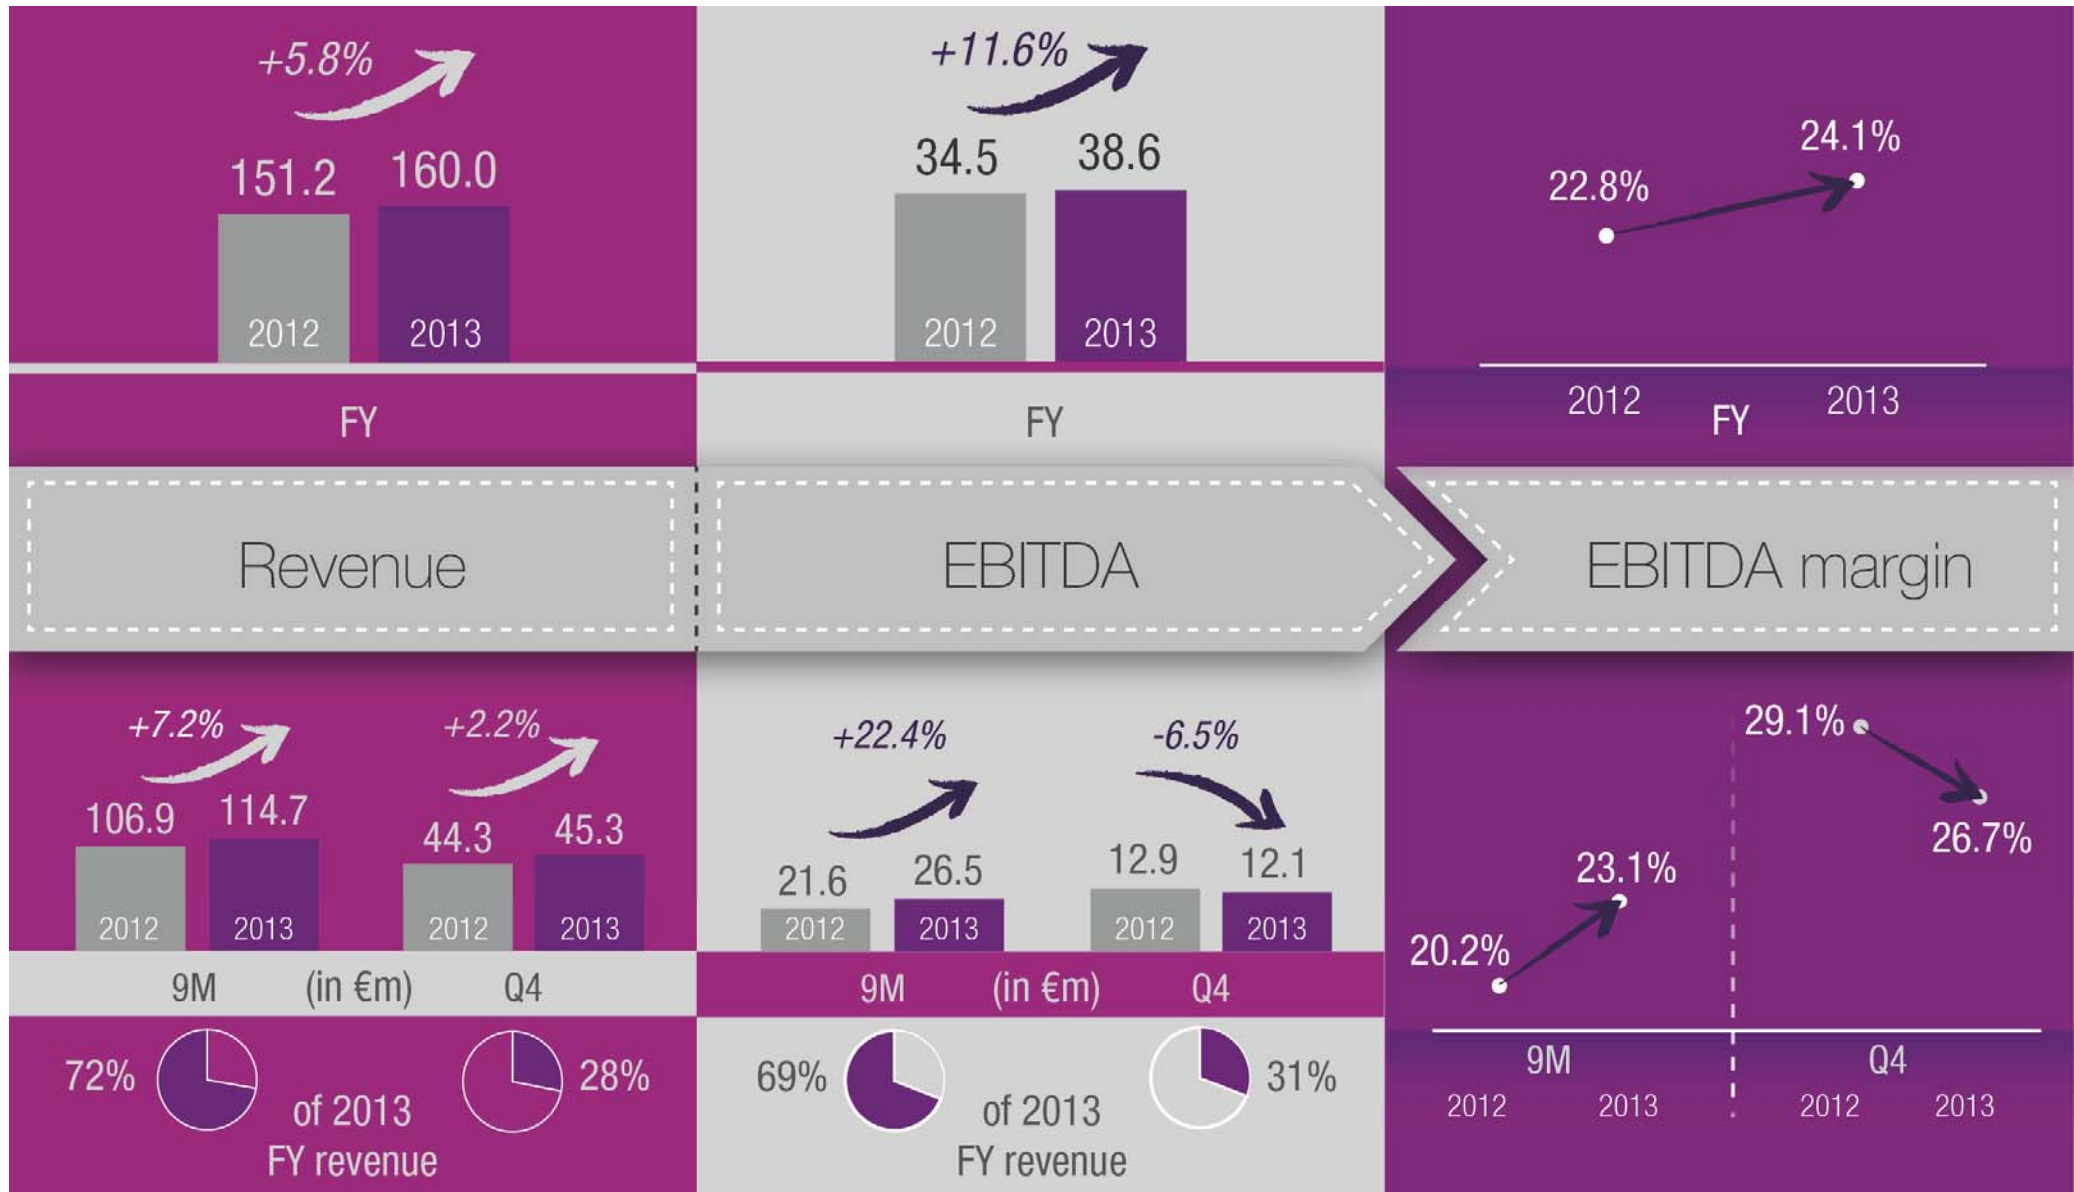 +5.8%
151.2 160.0
2012 2013
FY
+11.6%
34.5 38.6
2012 2013
FY
24.1%
22.8%
2012 2013
FY
Revenue
EBITDA
EBITDA margin
+7.2% +2.2%
106.9 114.7 44.3 45.3
2012 2013 2012 2013
9M (in €m) Q4
72% 28%
of 2013
FY revenue
+22.4% -6.5%
21.6 26.5 12.9 12.1
2012 2013 2012 2013
9M (in €m) Q4
69% 31%
of 2013
FY revenue
29.1%
26.7%
23.1%
20.2%
9M Q4
2012 2013 2012 2013